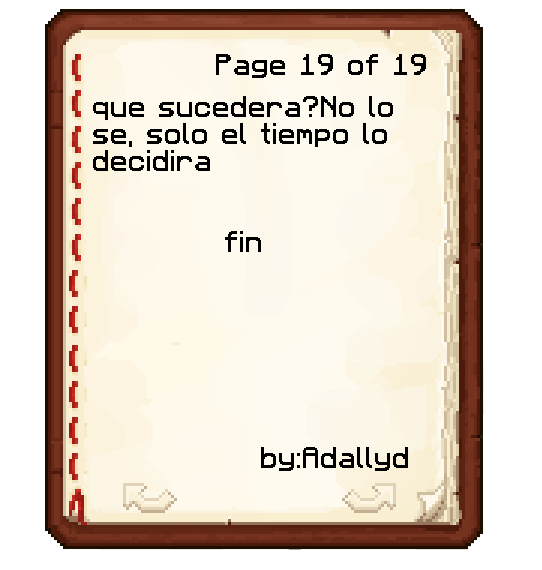 Page 19 of 19
que sucedera?No lo
se, solo el tiempo lo
decidira
fin
by:Adallyd